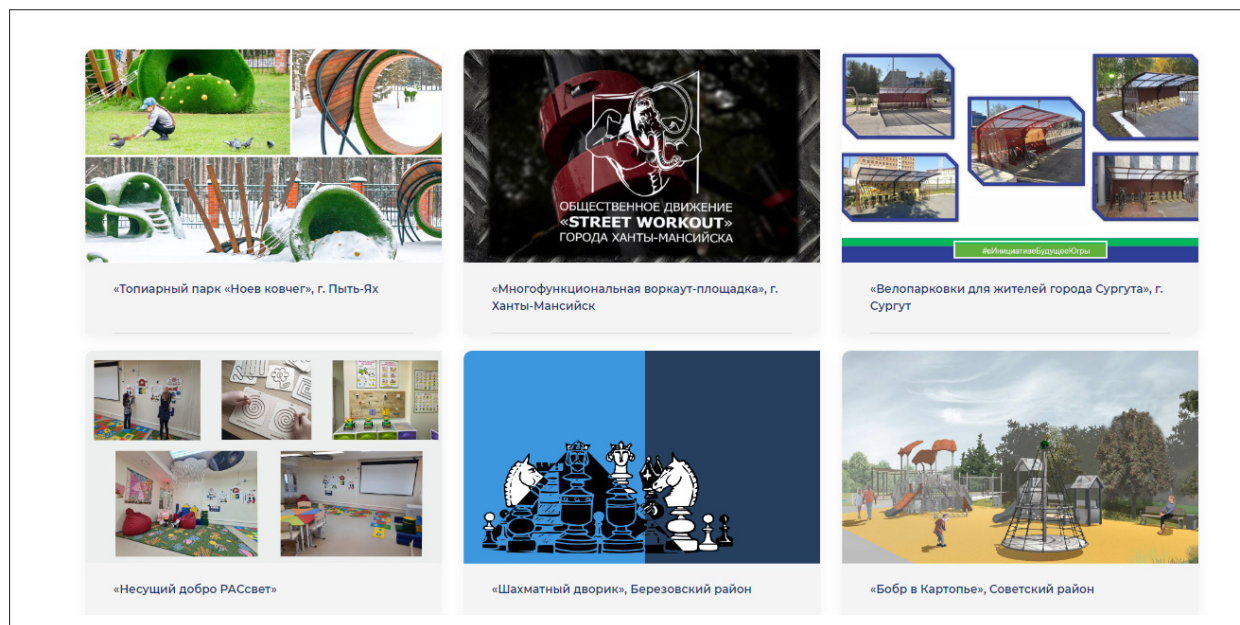 ОБЩЕСТВЕННОЕ ДВИЖЕНИЕ
«STREET WORKOUT»
ГОРОДА ХАНТЫ-МАНСИЙСКА
#вИнициативеБудущееЮгры
«Топиарный парк «Ноев ковчег», г. Пыть-Ях
«Многофункциональная воркаут-площадка», г.
Ханты-Мансийск
«Велопарковки для жителей города Сургута», г.
Сургут
«Несущий добро РАСсвет»
«Шахматный дворик», Березовский район
«Бобр в Картопье», Советский район